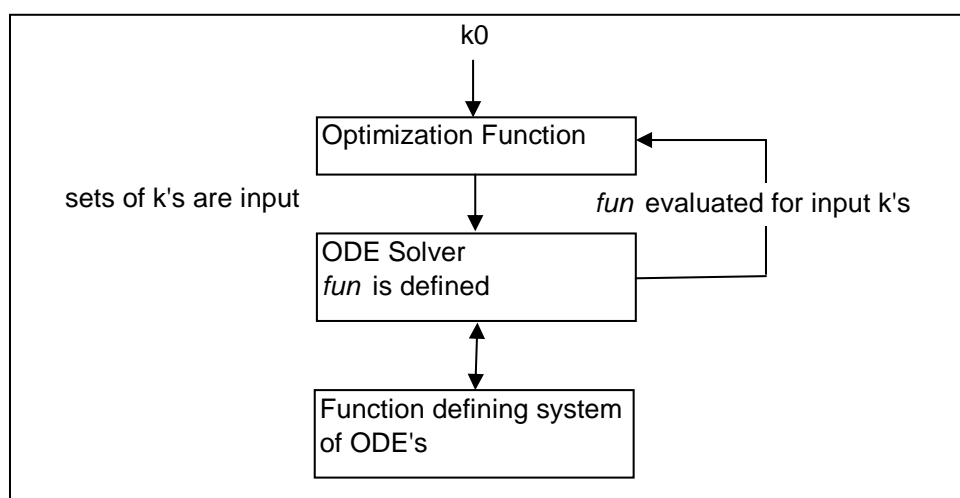 k0
Optimization Function
sets of k's are input
fun evaluated for input k's
ODE Solver
fun is defined
Function defining system
of ODE's